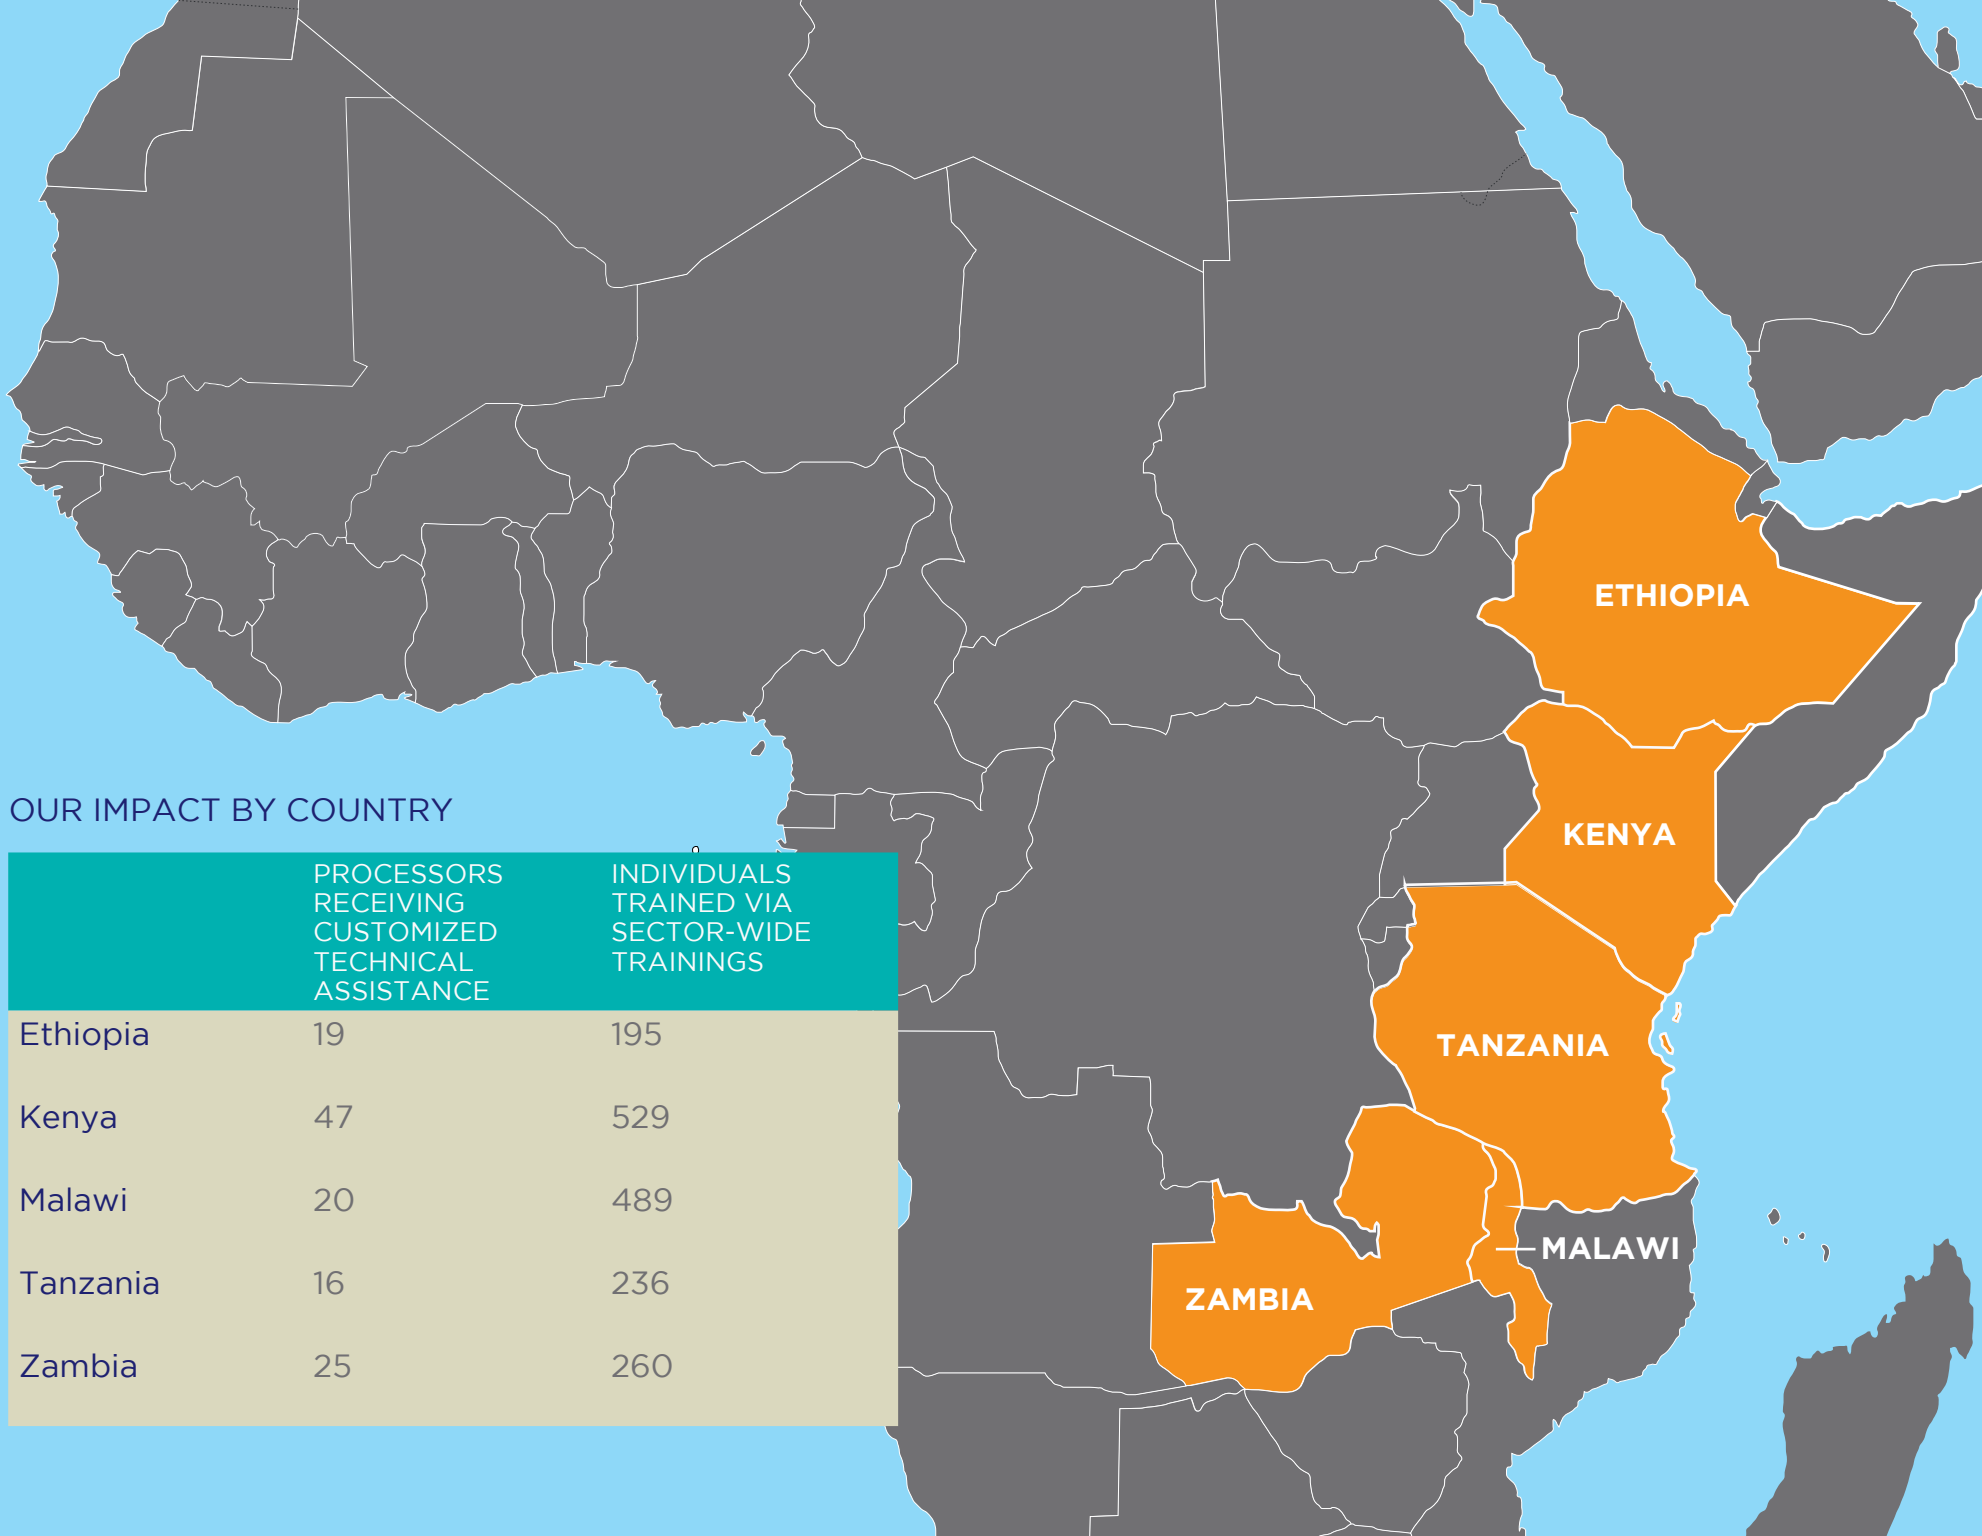 ETHIOPIA
KENYA
TANZANIA
MALAWI
ZAMBIA
OUR IMPACT BY COUNTRY
PROCESSORS
RECEIVING
CUSTOMIZED
TECHNICAL
ASSISTANCE
INDIVIDUALS
TRAINED VIA
SECTOR-WIDE
TRAININGS
Ethiopia 19 195
Kenya 47 529
Malawi 20 489
Tanzania 16 236
Zambia 25 260